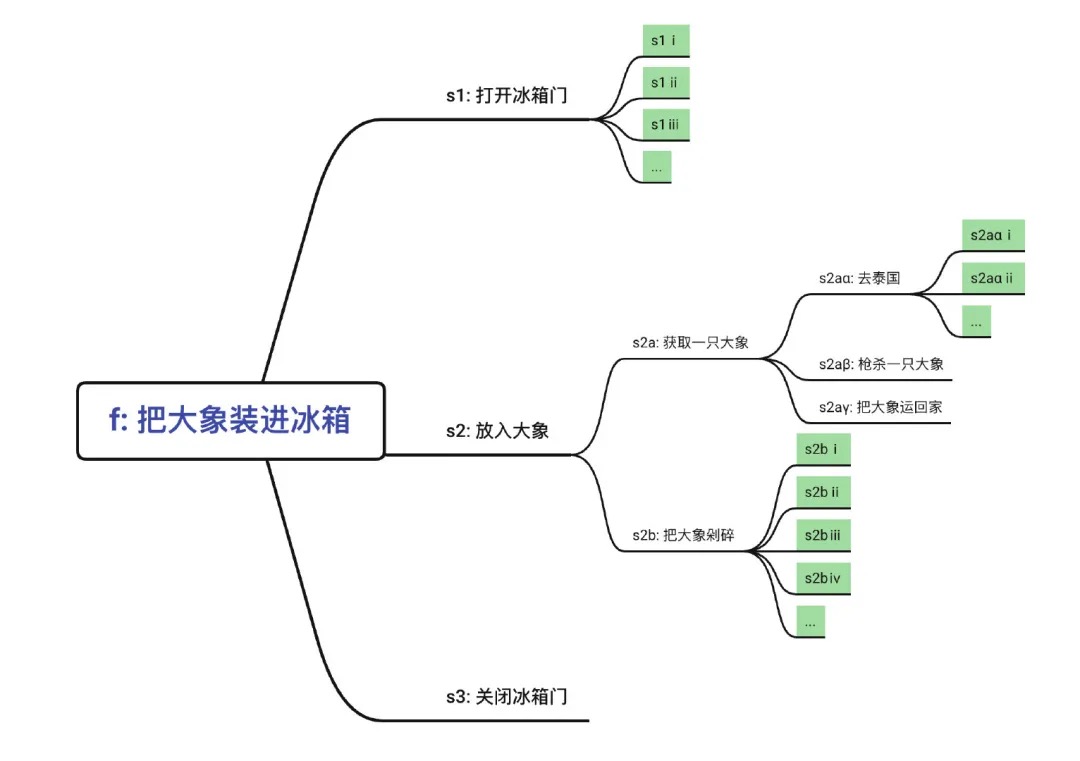 s1 i
s1 ii
s1: 打开冰箱门
s1 iii
...
s2aα i
s2aα: 去泰国
s2aα ii
...
s2a: 获取一只大象
s2aβ: 枪杀一只大象
s2aγ: 把大象运回家
f: 把大象装进冰箱
s2: 放入大象
s2b i
s2b ii
s2b: 把大象剁碎
s2b iii
s2b iv
...
s3: 关闭冰箱门